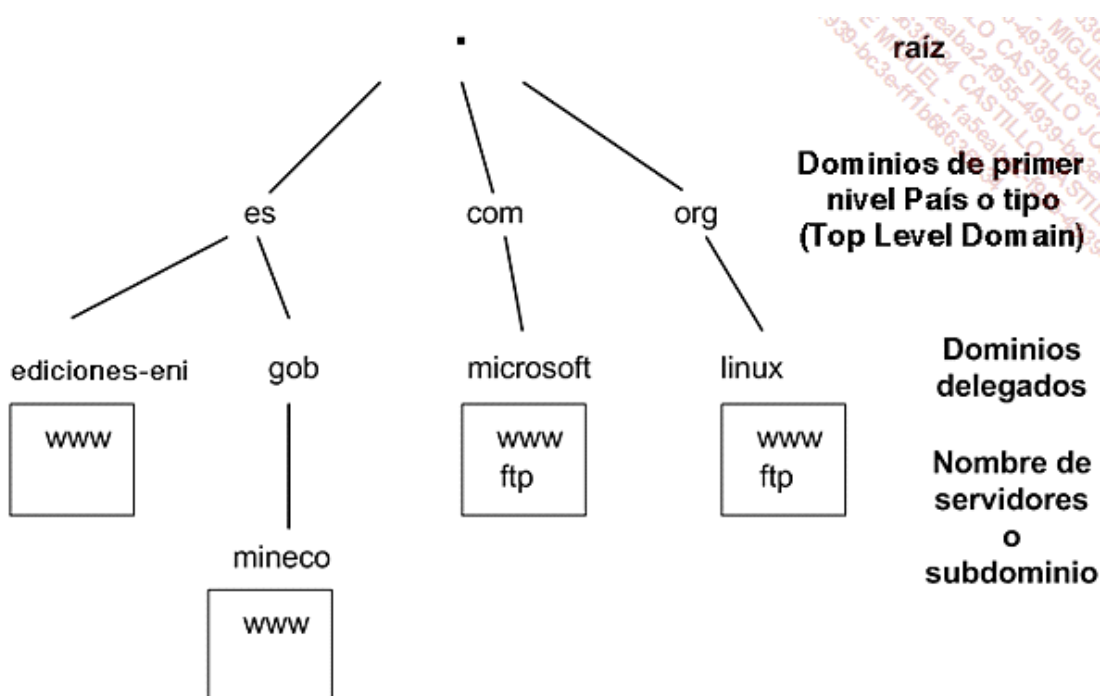 .
raíz
Dominios de primer
nivel País o tipo
(Top Level Domain)
es
com
org
ediciones-eni
gob
microsoft
linux
Dominios
delegados
www
www
ftp
www
ftp
Nombre de
servidores
o
subdominio
mineco
www